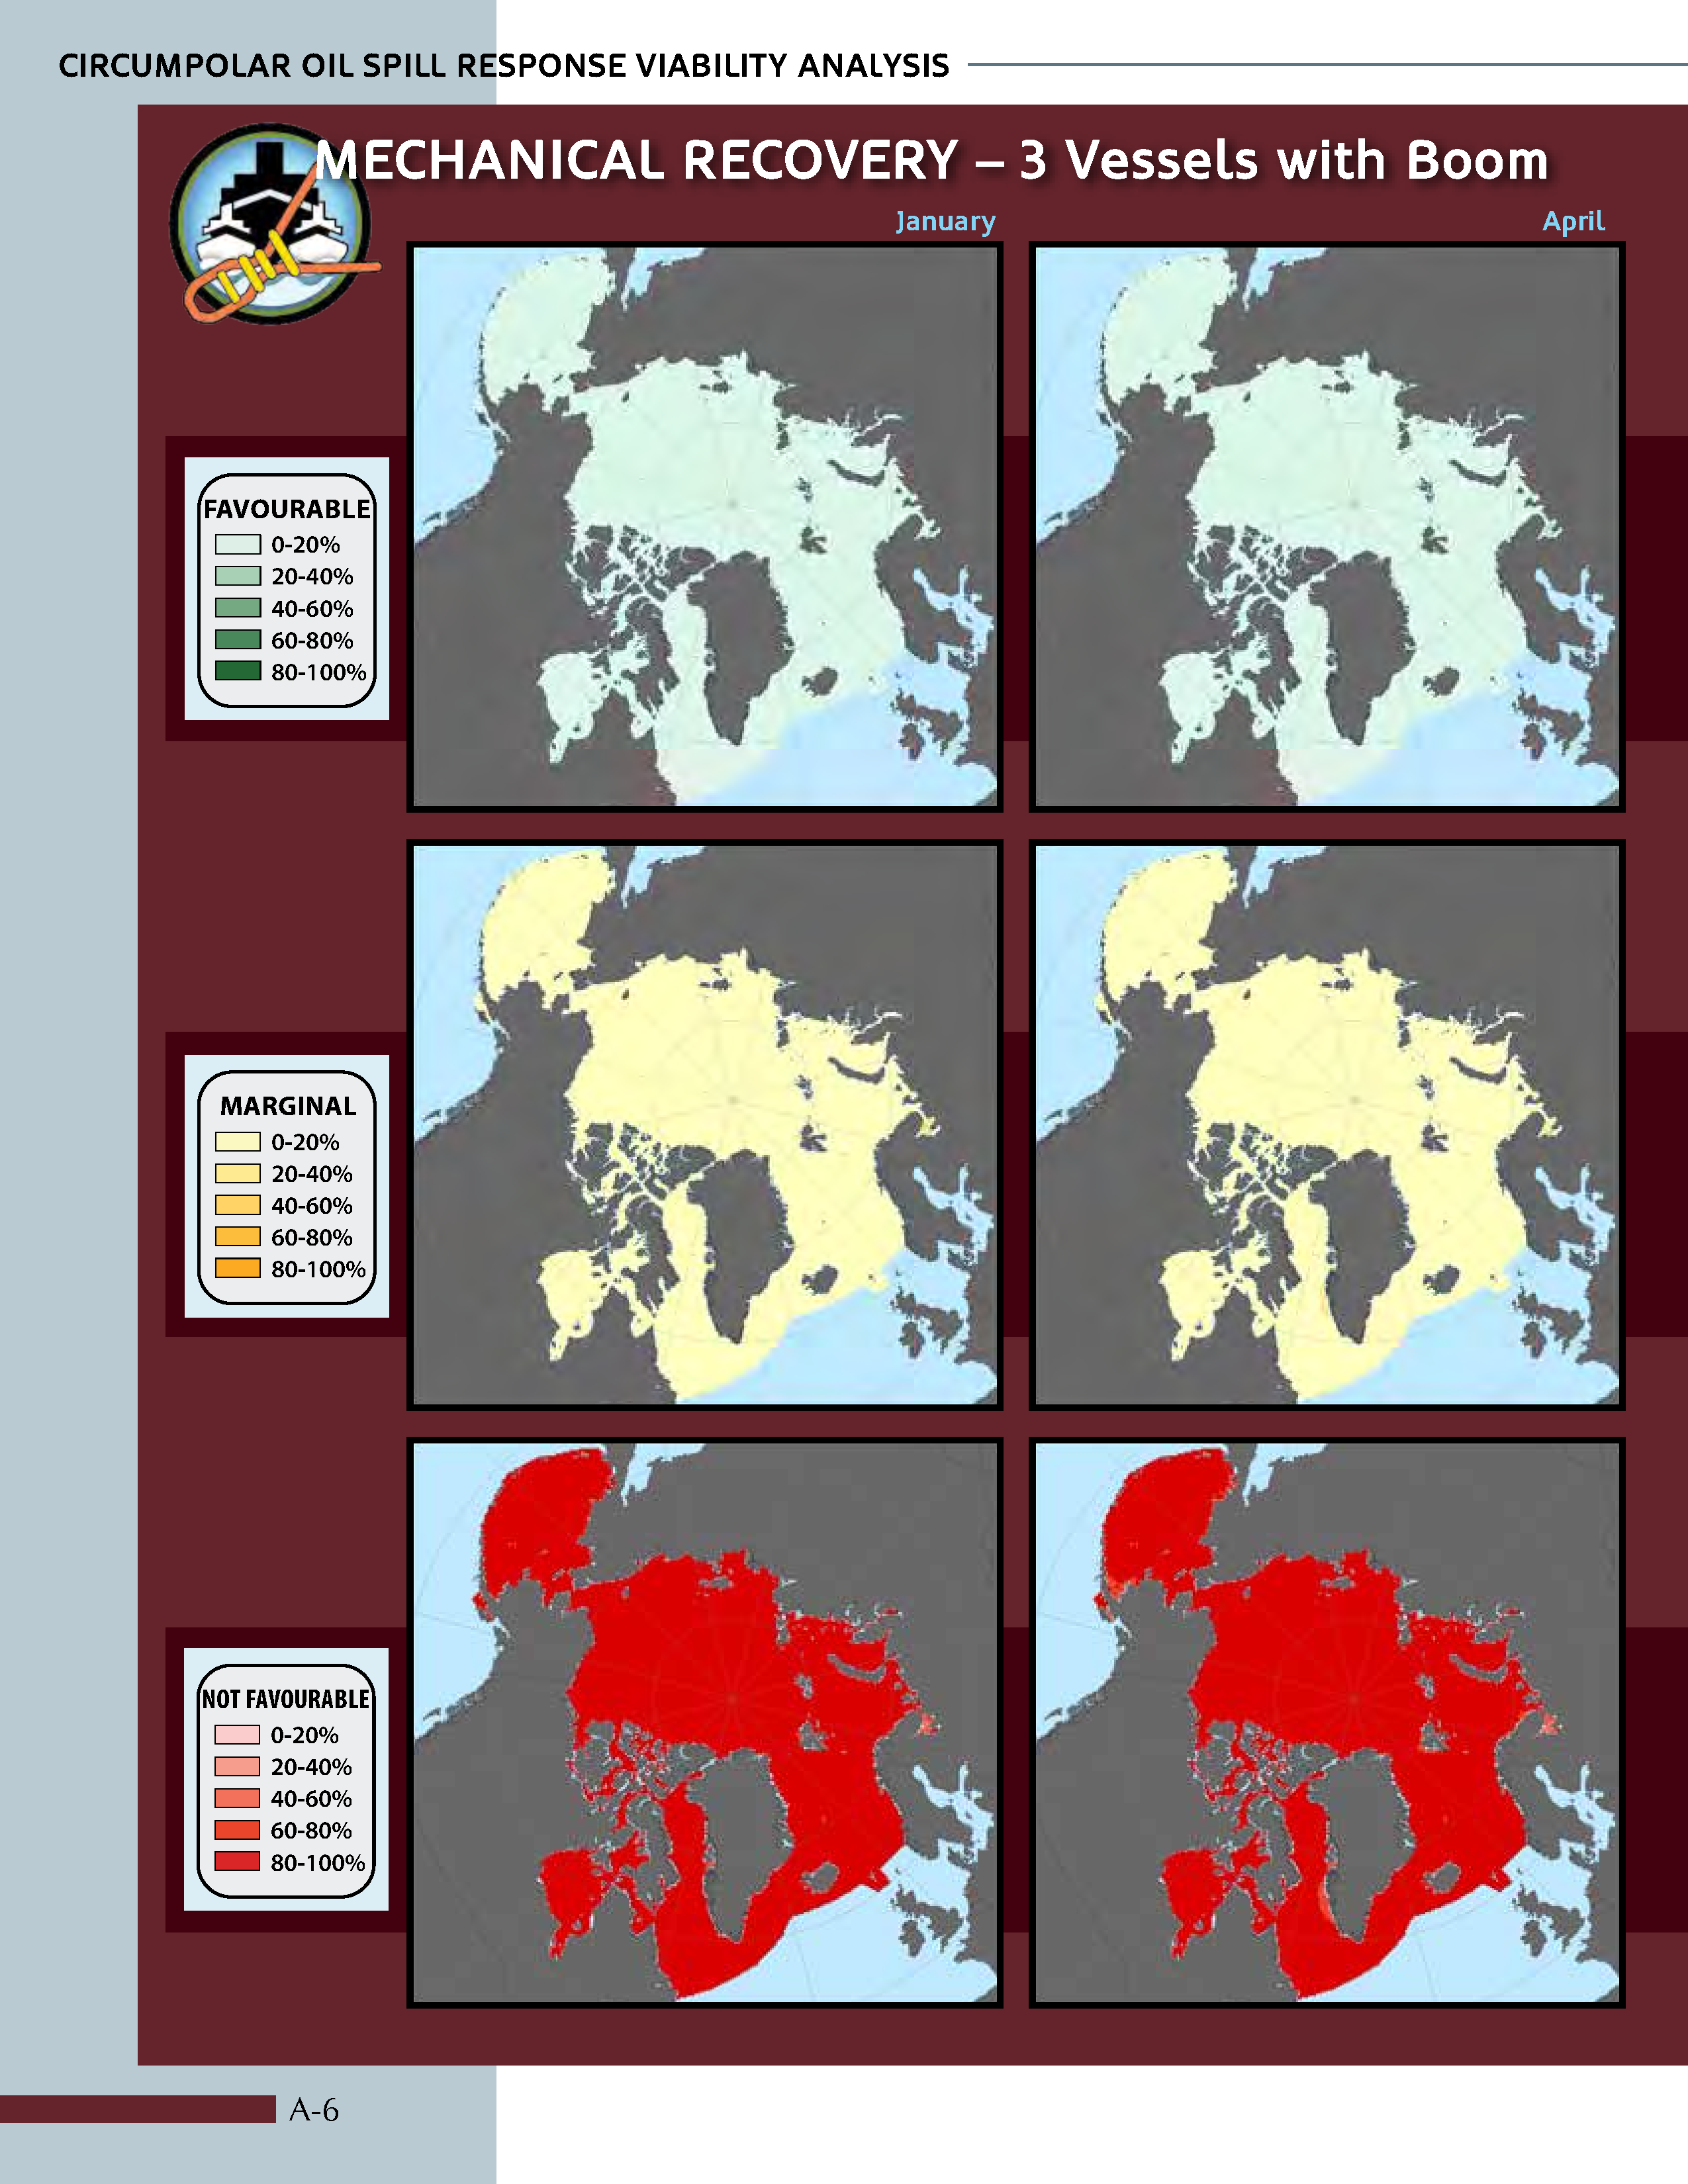 CIRCUMPOLAR OIL SPILL RESPONSE VIABILITY ANALYSIS
MECHANICAL RECOVERY – 3 Vessels with Boom
January
April
FAVOURABLE
0-20%
20-40%
40-60%
60-80%
80-100%
MARGINAL
0-20%
20-40%
40-60%
60-80%
80-100%
NOT FAVOURABLE
0-20%
20-40%
40-60%
60-80%
80-100%
A-6